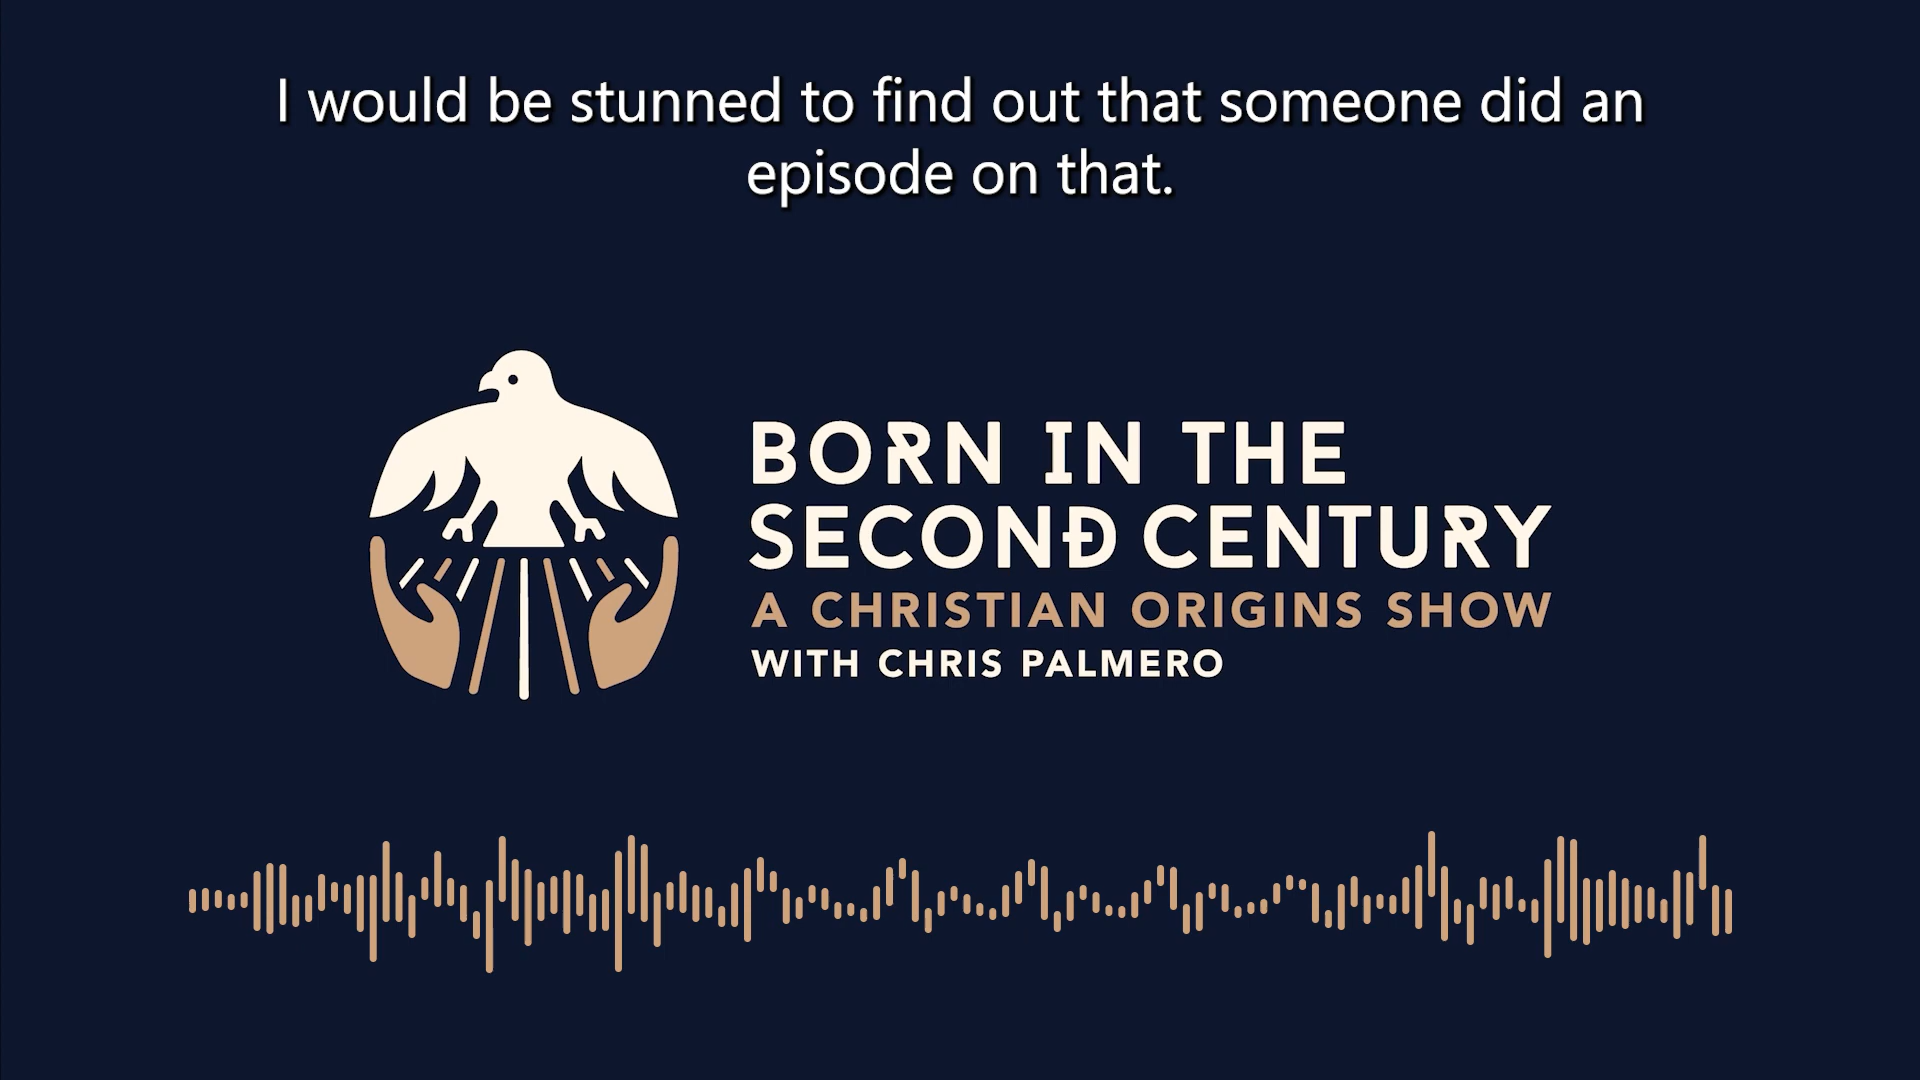 I would be stunned to find out that someone did an
episode on that.
BORN IN THE
SECOND CENTURY
A CHRISTIAN ORIGINS SHOW
WITH CHRIS PALMERO